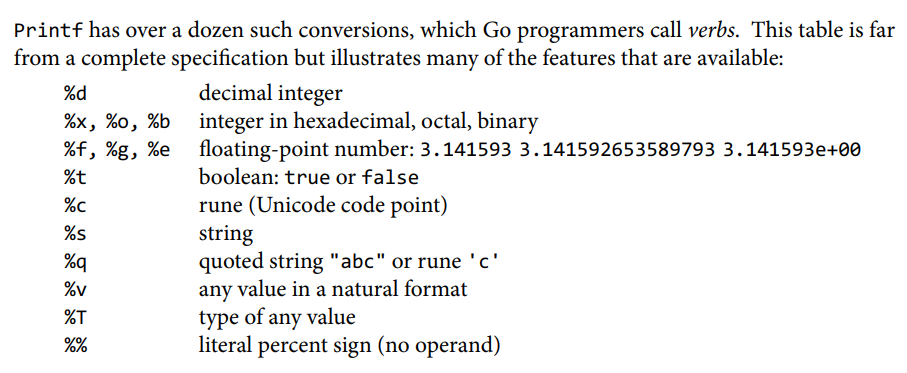 Printf has over a dozen such conversions, which Go programmers call verbs. This table is far
from a complete specification but illustrates many of the features that are available:
%d decimal integer
%x, %o, %b integer in hexadecimal, octal, binary
%f, %g, %e floating-point number: 3.141593 3.141592653589793 3.141593e+00
%t boolean: true or false
%c rune (Unicode code point)
%s string
%q quoted string "abc" or rune 'c'
%v any value in a natural format
%T type of any value
%% literal percent sign (no operand)